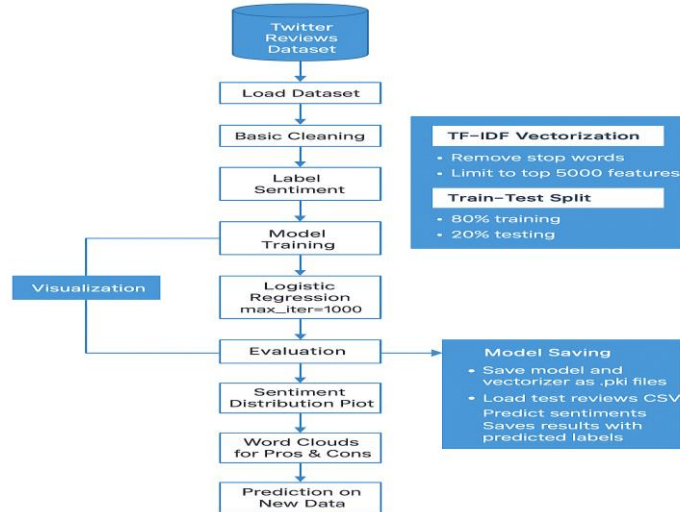 Twitter
Reviews
Dataset
Load Dataset
Basic Cleaning
Label
Sentiment
Model
Training
Logistic
Regression
max_iter=1000
Evaluation
Sentiment
Distribution Piot
Word Clouds
for Pros & Cons
Prediction on
New Data
Visualization
TF-IDF Vectorization
• Remove stop words
• Limit to top 5000 features
Train-Test Split
• 80% training
• 20% testing
Model Saving
• Save model and
vectorizer as .pki files
• Load test reviews CSV
Predict sentiments
Saves results with
predicted labels